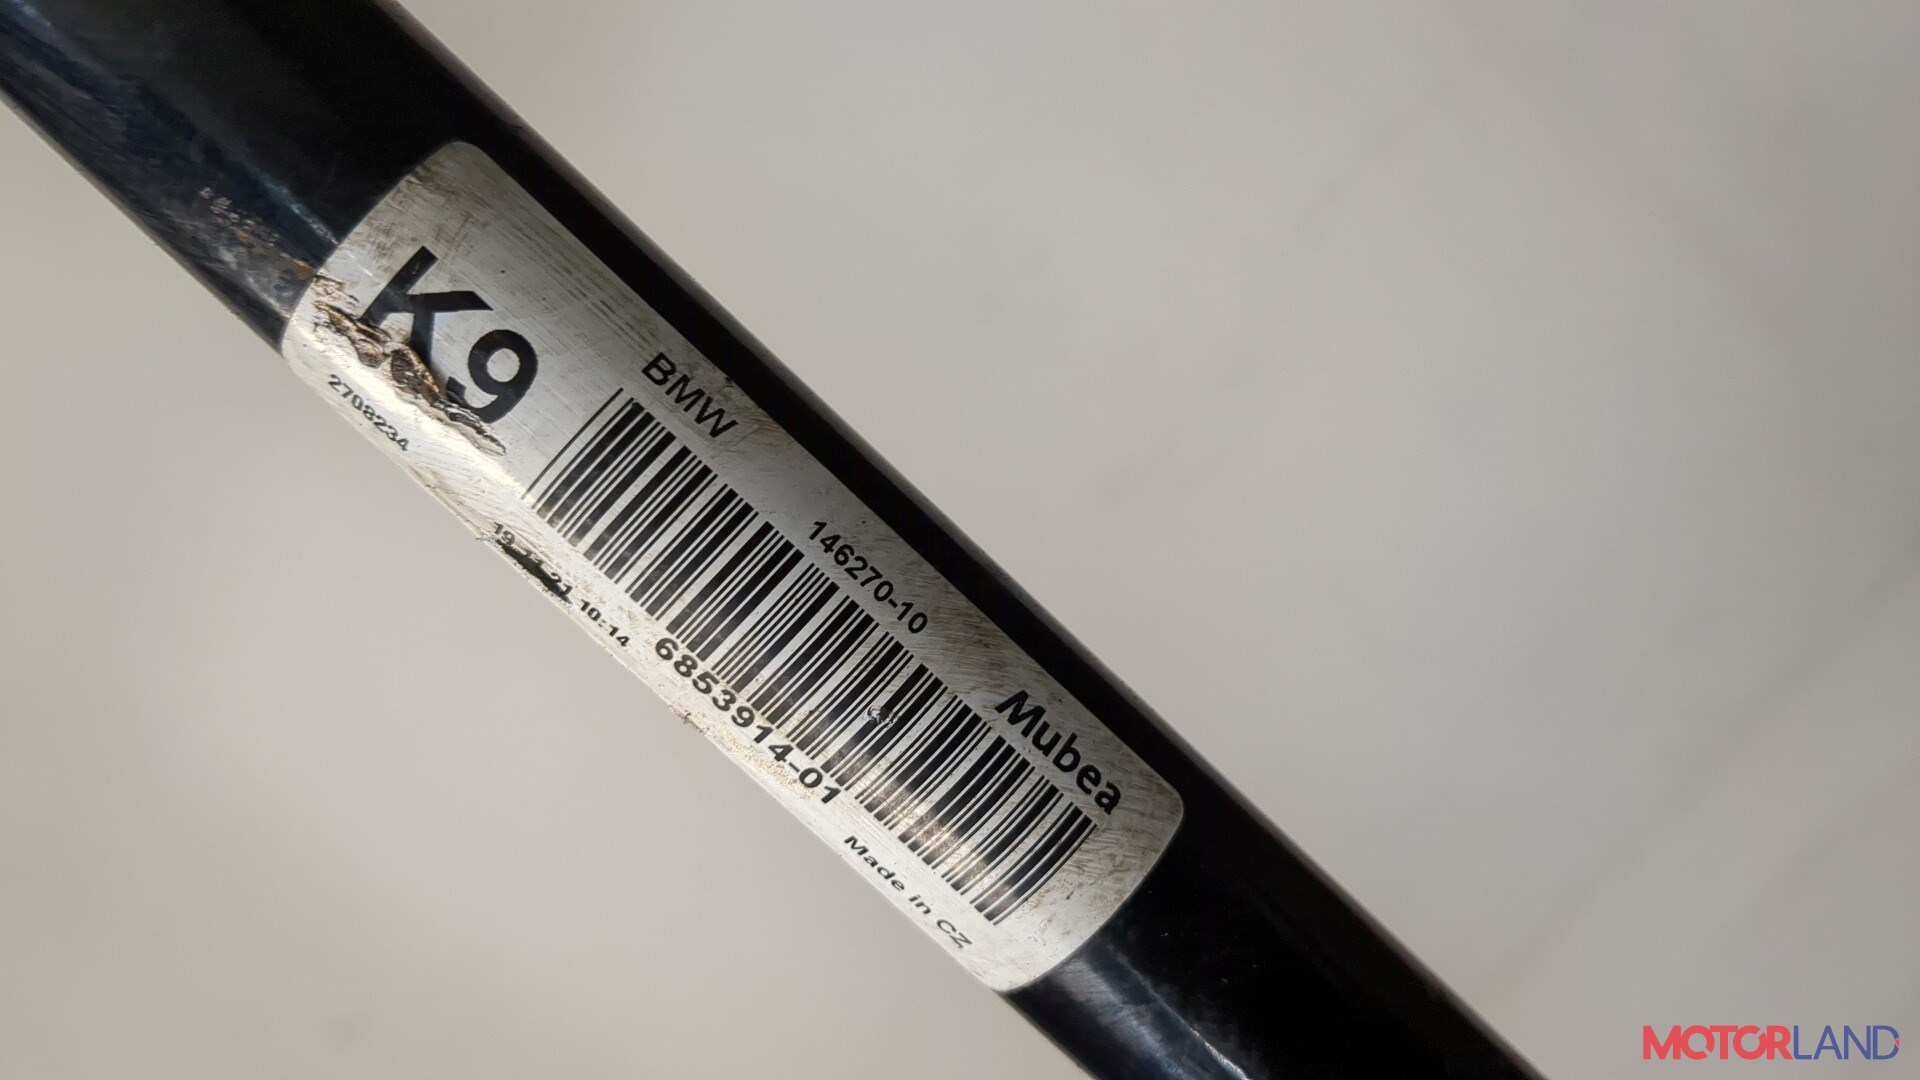 K9
BMW
146270-10
Mubea
2708234
10:14
6853914-01
Made in CZ
MOTORLAND